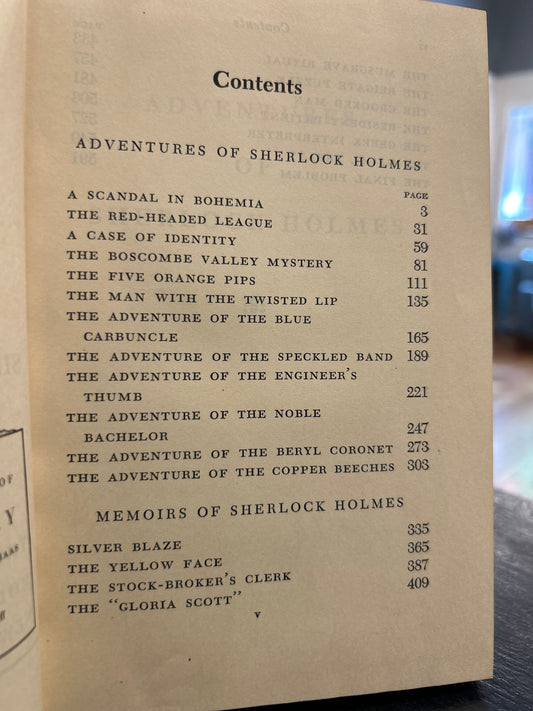 Contents
ADVENTURES OF SHERLOCK HOLMES
PAGE
A SCANDAL IN BOHEMIA 3
THE RED-HEADED LEAGUE 31
A CASE OF IDENTITY 59
THE BOSCOMBE VALLEY MYSTERY 81
THE FIVE ORANGE PIPS 111
THE MAN WITH THE TWISTED LIP 135
THE ADVENTURE OF THE BLUE
CARBUNCLE 165
THE ADVENTURE OF THE SPECKLED BAND 189
THE ADVENTURE OF THE ENGINEER'S
THUMB 221
THE ADVENTURE OF THE NOBLE
BACHELOR 247
THE ADVENTURE OF THE BERYL CORONET 273
THE ADVENTURE OF THE COPPER BEECHES 303
MEMOIRS OF SHERLOCK HOLMES
SILVER BLAZE 335
THE YELLOW FACE 365
THE STOCK-BROKER'S CLERK 387
THE "GLORIA SCOTT" 409
v
OF
Y
HAAS